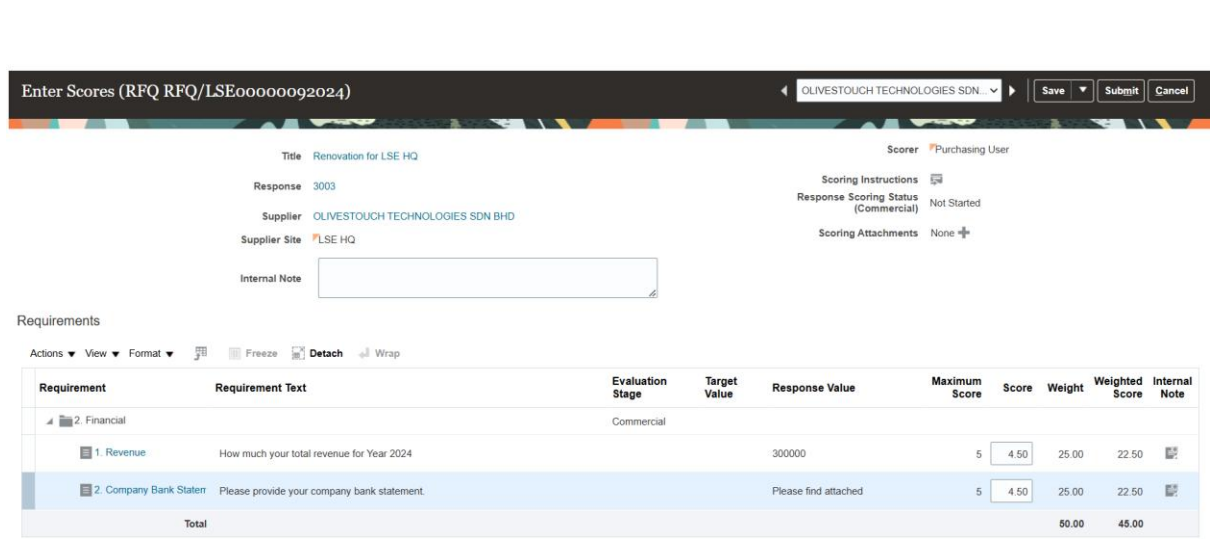 Enter Scores (RFQ RFQ/LSE00000092024)
OLIVESTOUCH TECHNOLOGIES SDN...
Save
Submit
Cancel
Title Renovation for LSE HQ
Response 3003
Supplier OLIVESTOUCH TECHNOLOGIES SDN BHD
Supplier Site LSE HQ
Internal Note
Scorer Purchasing User
Scoring Instructions
Response Scoring Status (Commercial) Not Started
Scoring Attachments None
Requirements
Actions View Format Freeze Detach Wrap
Requirement Requirement Text Evaluation Stage Target Value Response Value Maximum Score Score Weight Weighted Score Internal Note
2. Financial Commercial
1. Revenue How much your total revenue for Year 2024 300000 5 4.50 25.00 22.50
2. Company Bank Statem Please provide your company bank statement. Please find attached 5 4.50 25.00 22.50
Total 50.00 45.00